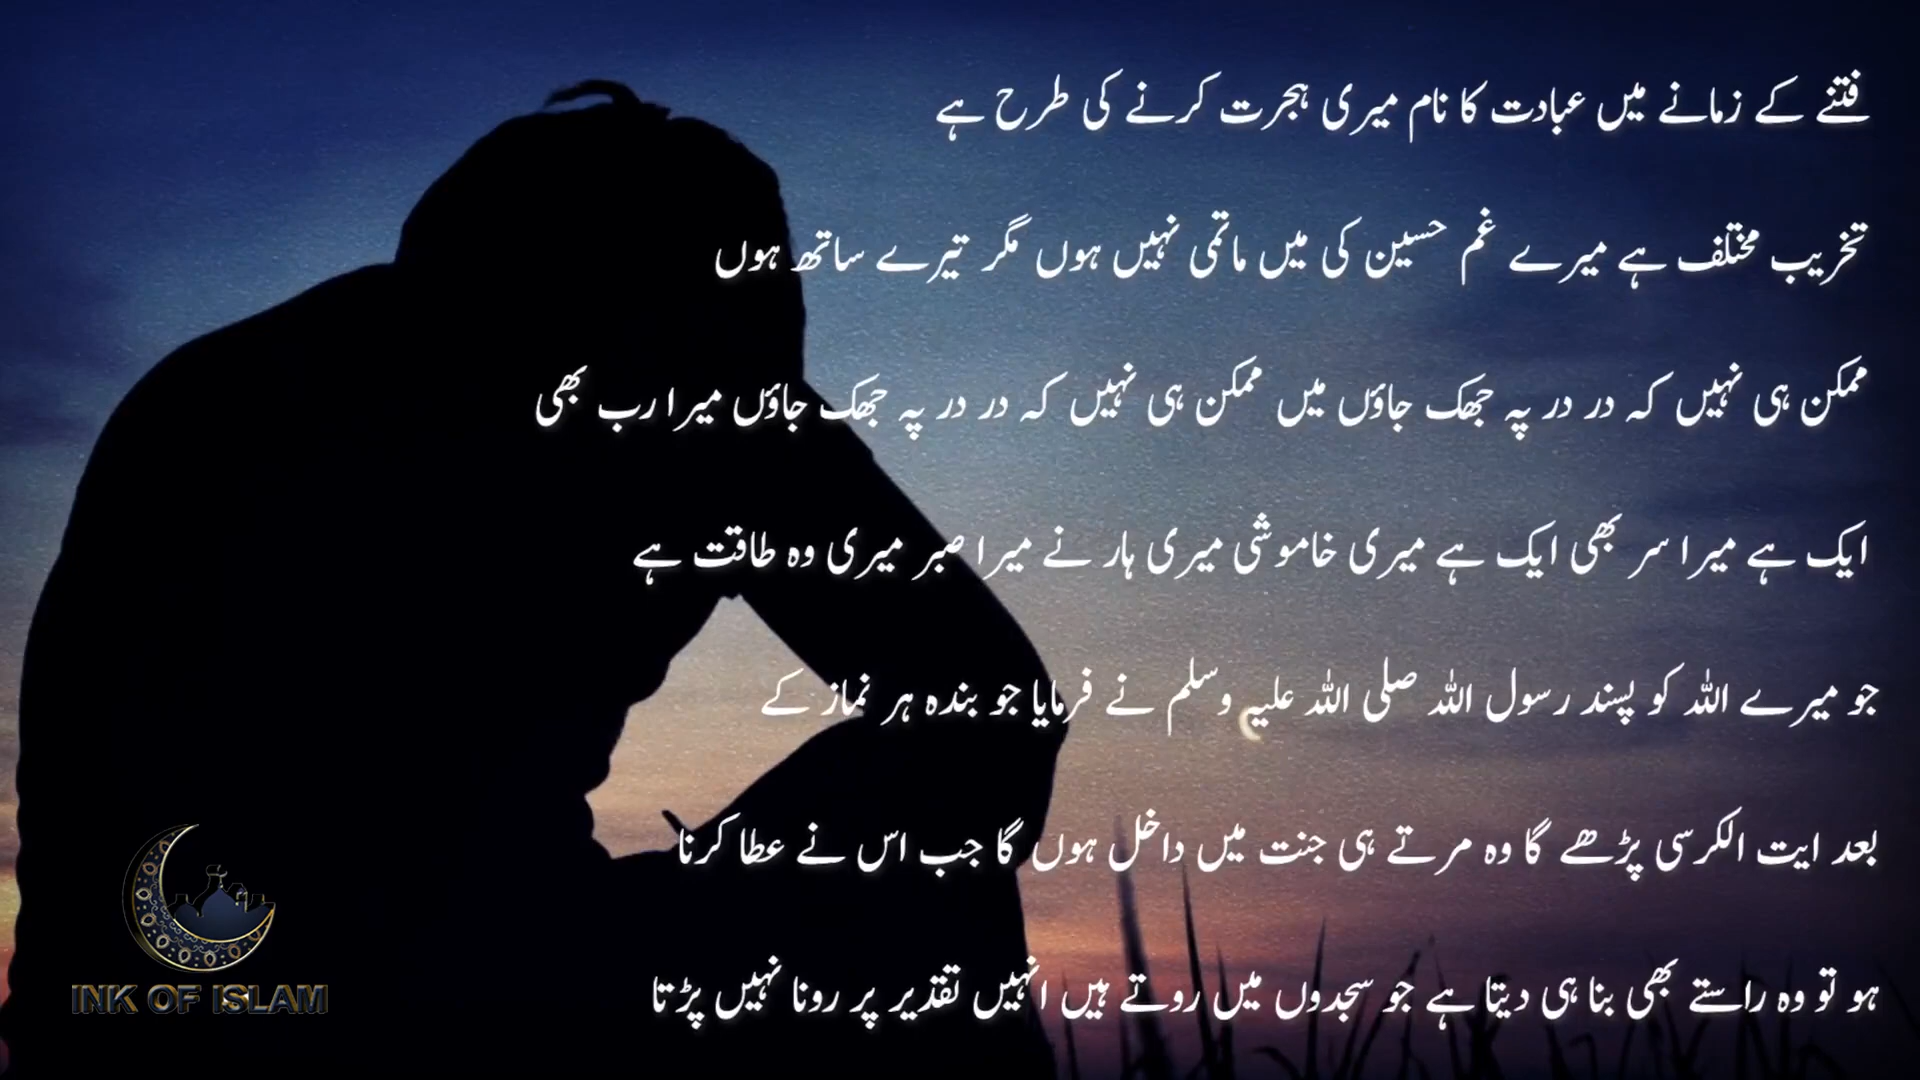 فتنے کے زمانے میں عبادت کا نام میری ہجرت کرنے کی طرح ہے
تخریب مختلف ہے میرے غم حسین کی میں ماتمی نہیں ہوں مگر تیرے ساتھ ہوں
ممکن ہی نہیں کہ در در پہ جھک جاؤں میں ممکن ہی نہیں کہ در در پہ جھک جاؤں میرا رب بھی
ایک ہے میرا سر بھی ایک ہے میری خاموشی میری ہار نے میرا صبر میری وہ طاقت ہے
جو میرے اللہ کو پسند رسول اللہ صلی اللہ علیہ وسلم نے فرمایا جو بندہ ہر نماز کے
بعد ایت الکرسی پڑھے گا وہ مرتے ہی جنت میں داخل ہوں گا جب اس نے عطا کرنا
ہو تو وہ راستے بھی بنا ہی دیتا ہے جو سجدوں میں روتے ہیں انہیں تقدیر پر رونا نہیں پڑتا
INK OF ISLAM